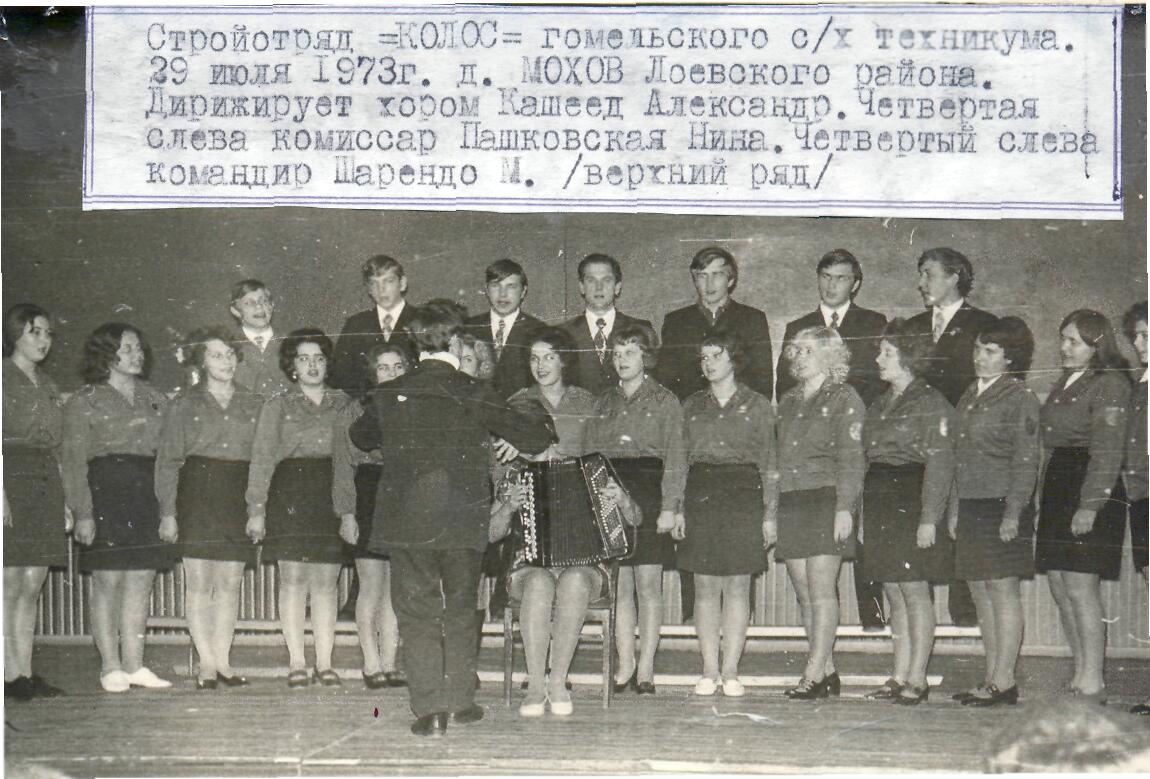 Стройотряд =КОЛОС= гомельского с/х техникума.
29 июля 1973г. д. МОХОВ Лоевского района.
Дирижирует хором Кашеед Александр.Четвертая
слева комиссар Пашковская Нина.Четвертый слева
командир Шарендо М. /верхний ряд/